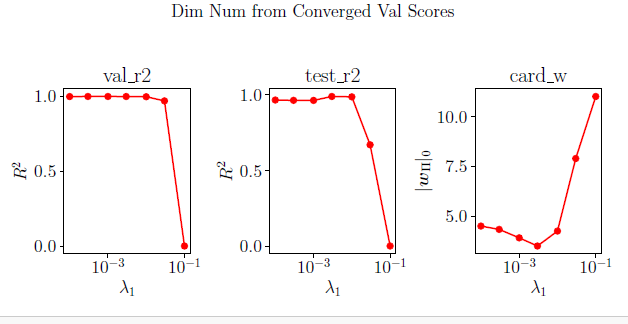 Dim Num from Converged Val Scores
val_r2
test_r2
card_w
1.0
0.5
0.0
R²
10⁻³
10⁻¹
λ₁
1.0
0.5
0.0
R²
10⁻³
10⁻¹
λ₁
10.0
7.5
5.0
|w_Π|₀
10⁻³
10⁻¹
λ₁